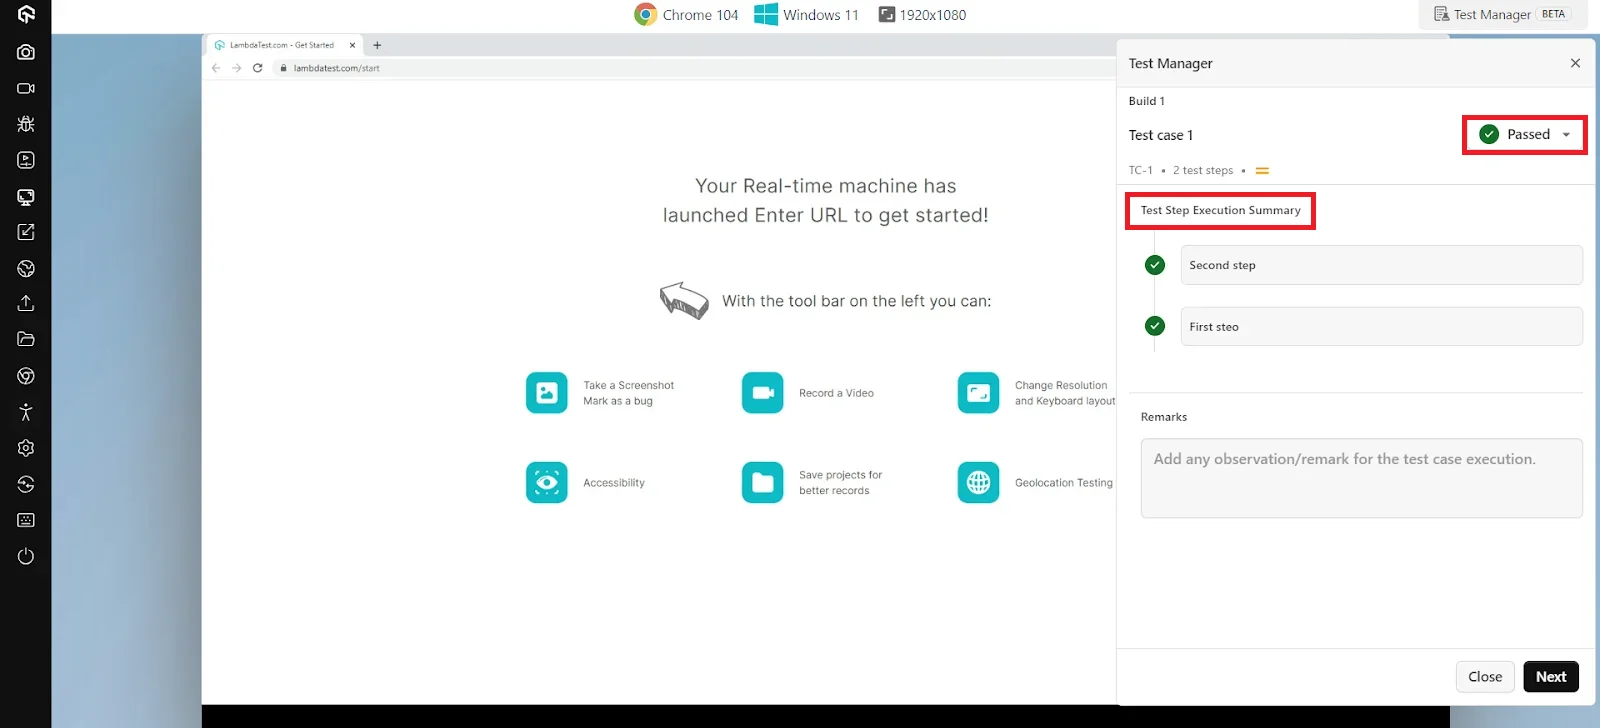 Chrome 104 Windows 11 1920x1080
Test Manager BETA
LambdaTest.com - Get Started
lambdatest.com/start
Your Real-time machine has
launched Enter URL to get started!
With the tool bar on the left you can:
Take a Screenshot
Mark as a bug
Record a Video
Change Resolution
and Keyboard layout
Accessibility
Save projects for
better records
Geolocation Testing
Test Manager
Build 1
Test case 1
Passed
TC-1 • 2 test steps •
Test Step Execution Summary
Second step
First steo
Remarks
Add any observation/remark for the test case execution.
Close
Next